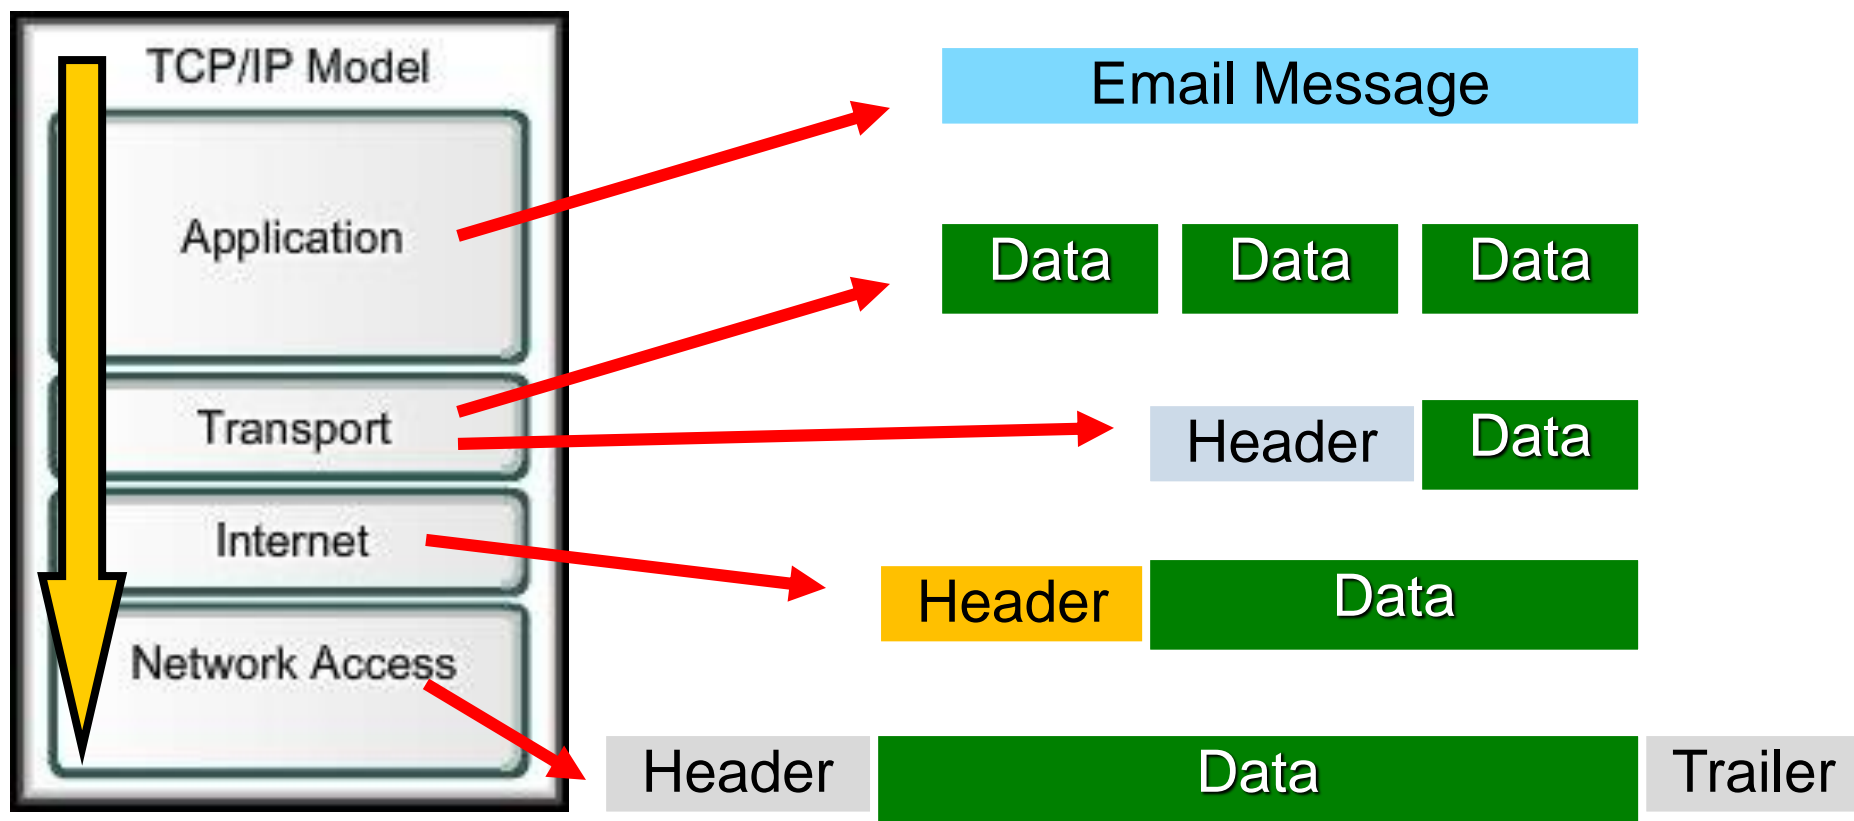 TCP/IP Model
Application
Transport
Internet
Network Access
Email Message
Data Data Data
Header Data
Header Data
Header Data Trailer